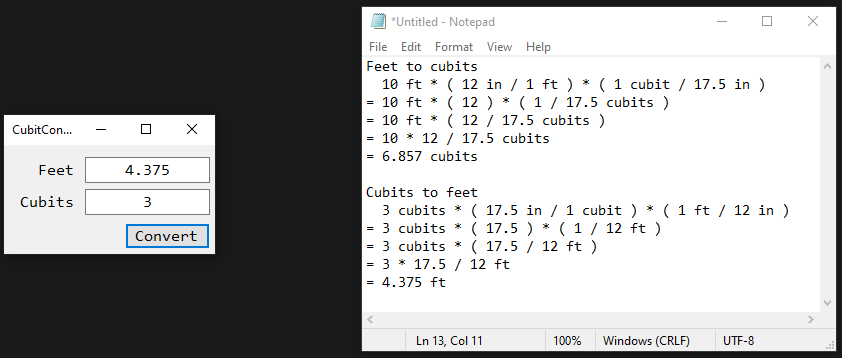 CubitCon...
Feet 4.375
Cubits 3
Convert
*Untitled - Notepad
File Edit Format View Help
Feet to cubits
  10 ft * ( 12 in / 1 ft ) * ( 1 cubit / 17.5 in )
= 10 ft * ( 12 ) * ( 1 / 17.5 cubits )
= 10 ft * ( 12 / 17.5 cubits )
= 10 * 12 / 17.5 cubits
= 6.857 cubits

Cubits to feet
  3 cubits * ( 17.5 in / 1 cubit ) * ( 1 ft / 12 in )
= 3 cubits * ( 17.5 ) * ( 1 / 12 ft )
= 3 cubits * ( 17.5 / 12 ft )
= 3 * 17.5 / 12 ft
= 4.375 ft
Ln 13, Col 11 100% Windows (CRLF) UTF-8